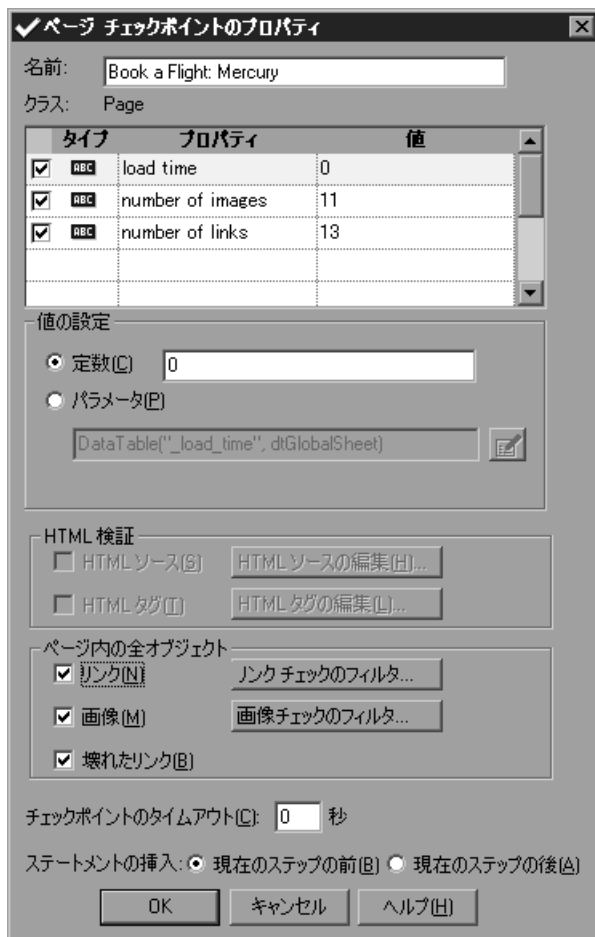 ページ チェックポイントのプロパティ
名前: Book a Flight: Mercury
クラス: Page
タイプ プロパティ 値
ABC load time 0
ABC number of images 11
ABC number of links 13
値の設定
定数(C) 0
パラメータ(P)
DataTable("_load_time", dtGlobalSheet)
HTML 検証
HTML ソース(S) HTML ソースの編集(H)...
HTML タグ(T) HTML タグの編集(L)...
ページ内の全オブジェクト
リンク(N) リンク チェックのフィルタ...
画像(M) 画像チェックのフィルタ...
壊れたリンク(B)
チェックポイントのタイムアウト(C): 0 秒
ステートメントの挿入: 現在のステップの前(B) 現在のステップの後(A)
OK キャンセル ヘルプ(H)